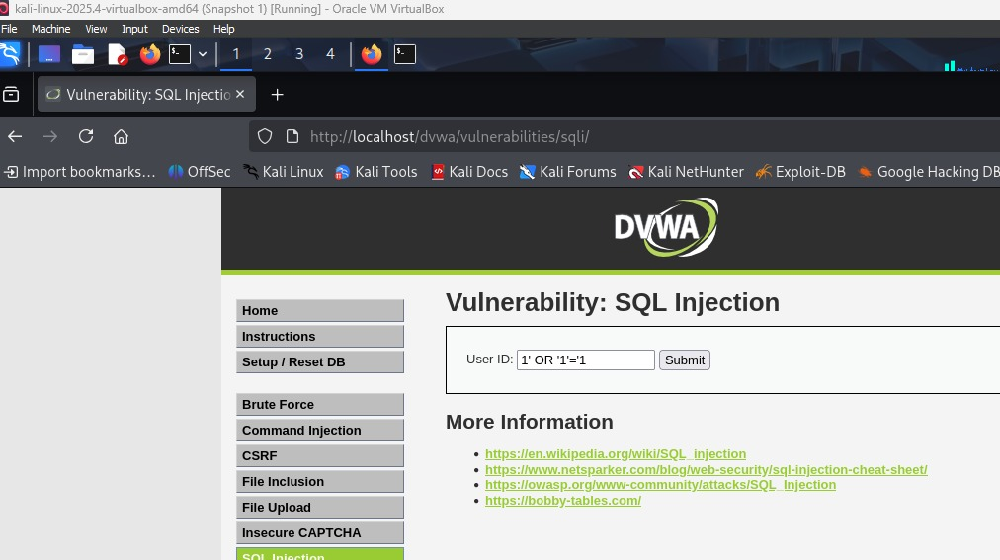 kali-linux-2025.4-virtualbox-amd64 (Snapshot 1) [Running] - Oracle VM VirtualBox
File Machine View Input Devices Help
1 2 3 4
Vulnerability: SQL Injectio
http://localhost/dvwa/vulnerabilities/sqli/
Import bookmarks... OffSec Kali Linux Kali Tools Kali Docs Kali Forums Kali NetHunter Exploit-DB Google Hacking DB
DVWA
Home
Instructions
Setup / Reset DB
Brute Force
Command Injection
CSRF
File Inclusion
File Upload
Insecure CAPTCHA
SQL Injection
Vulnerability: SQL Injection
User ID: 1' OR '1'='1 Submit
More Information
https://en.wikipedia.org/wiki/SQL_injection
https://www.netsparker.com/blog/web-security/sql-injection-cheat-sheet/
https://owasp.org/www-community/attacks/SQL_Injection
https://bobby-tables.com/